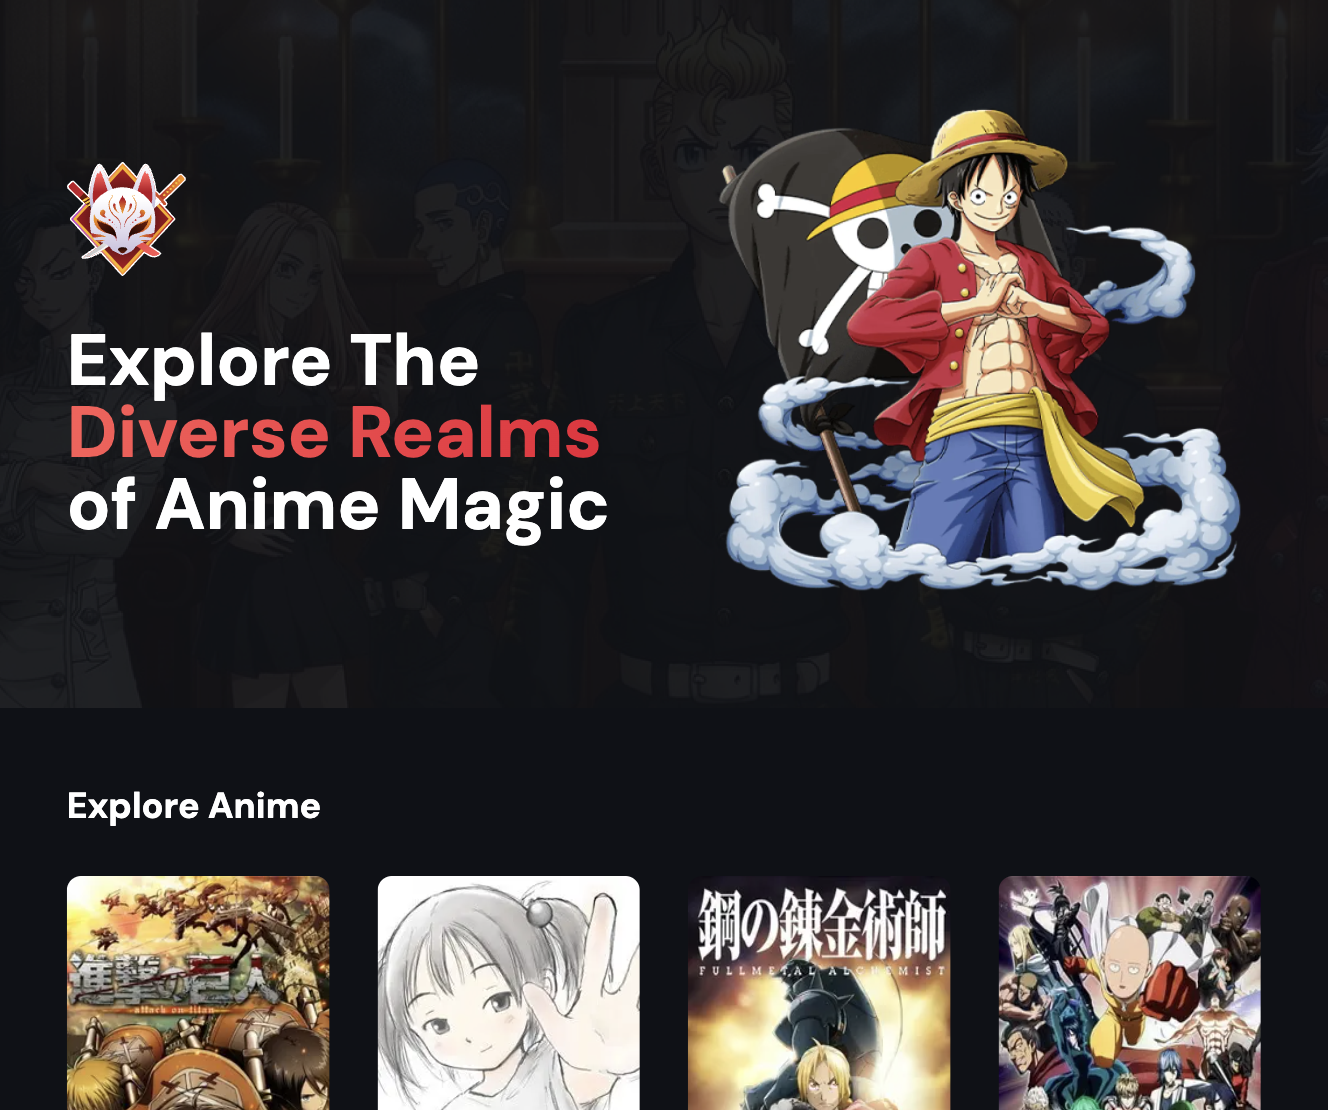 Explore The
Diverse Realms
of Anime Magic
Explore Anime
進撃の巨人
attack on titan
鋼の錬金術師
FULLMETAL ALCHEMIST